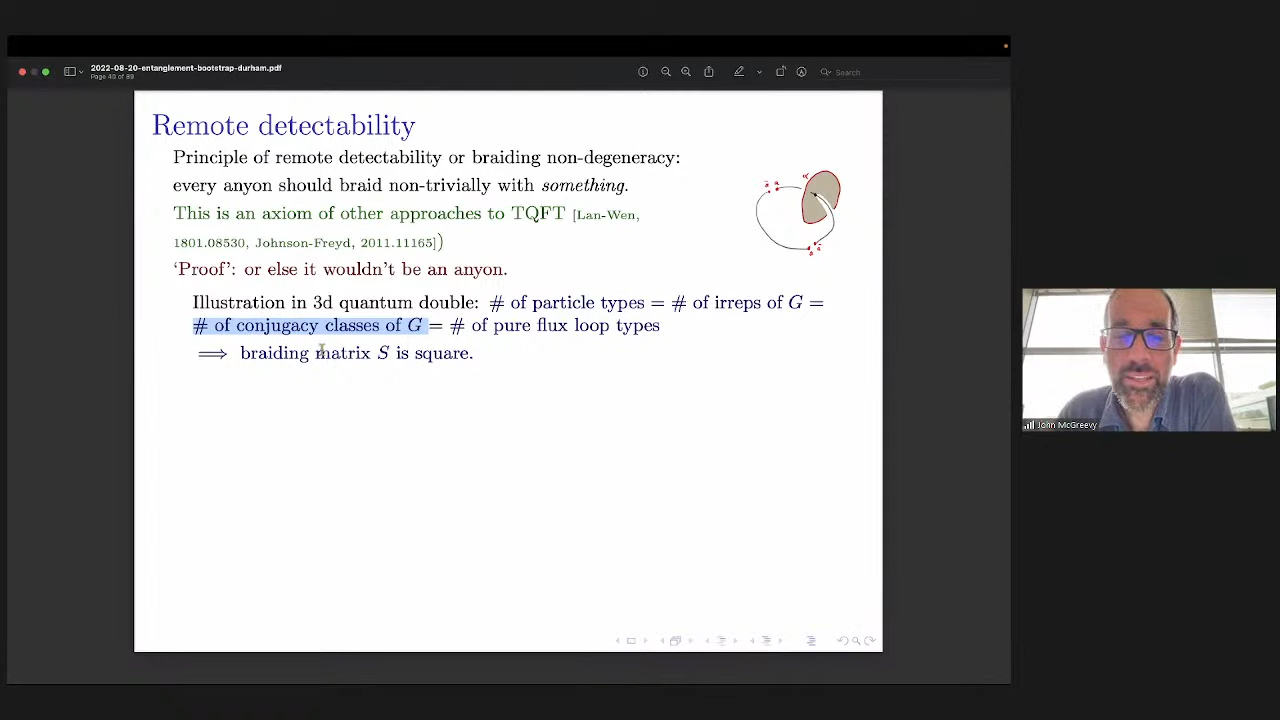 2022-08-20-entanglement-bootstrap-durham.pdf
Search
Remote detectability
Principle of remote detectability or braiding non-degeneracy:
every anyon should braid non-trivially with something.
This is an axiom of other approaches to TQFT [Lan-Wen,
1801.08530, Johnson-Freyd, 2011.11165])
‘Proof’: or else it wouldn’t be an anyon.
Illustration in 3d quantum double: # of particle types = # of irreps of G =
# of conjugacy classes of G = # of pure flux loop types
⟹ braiding matrix S is square.
John McGreevy